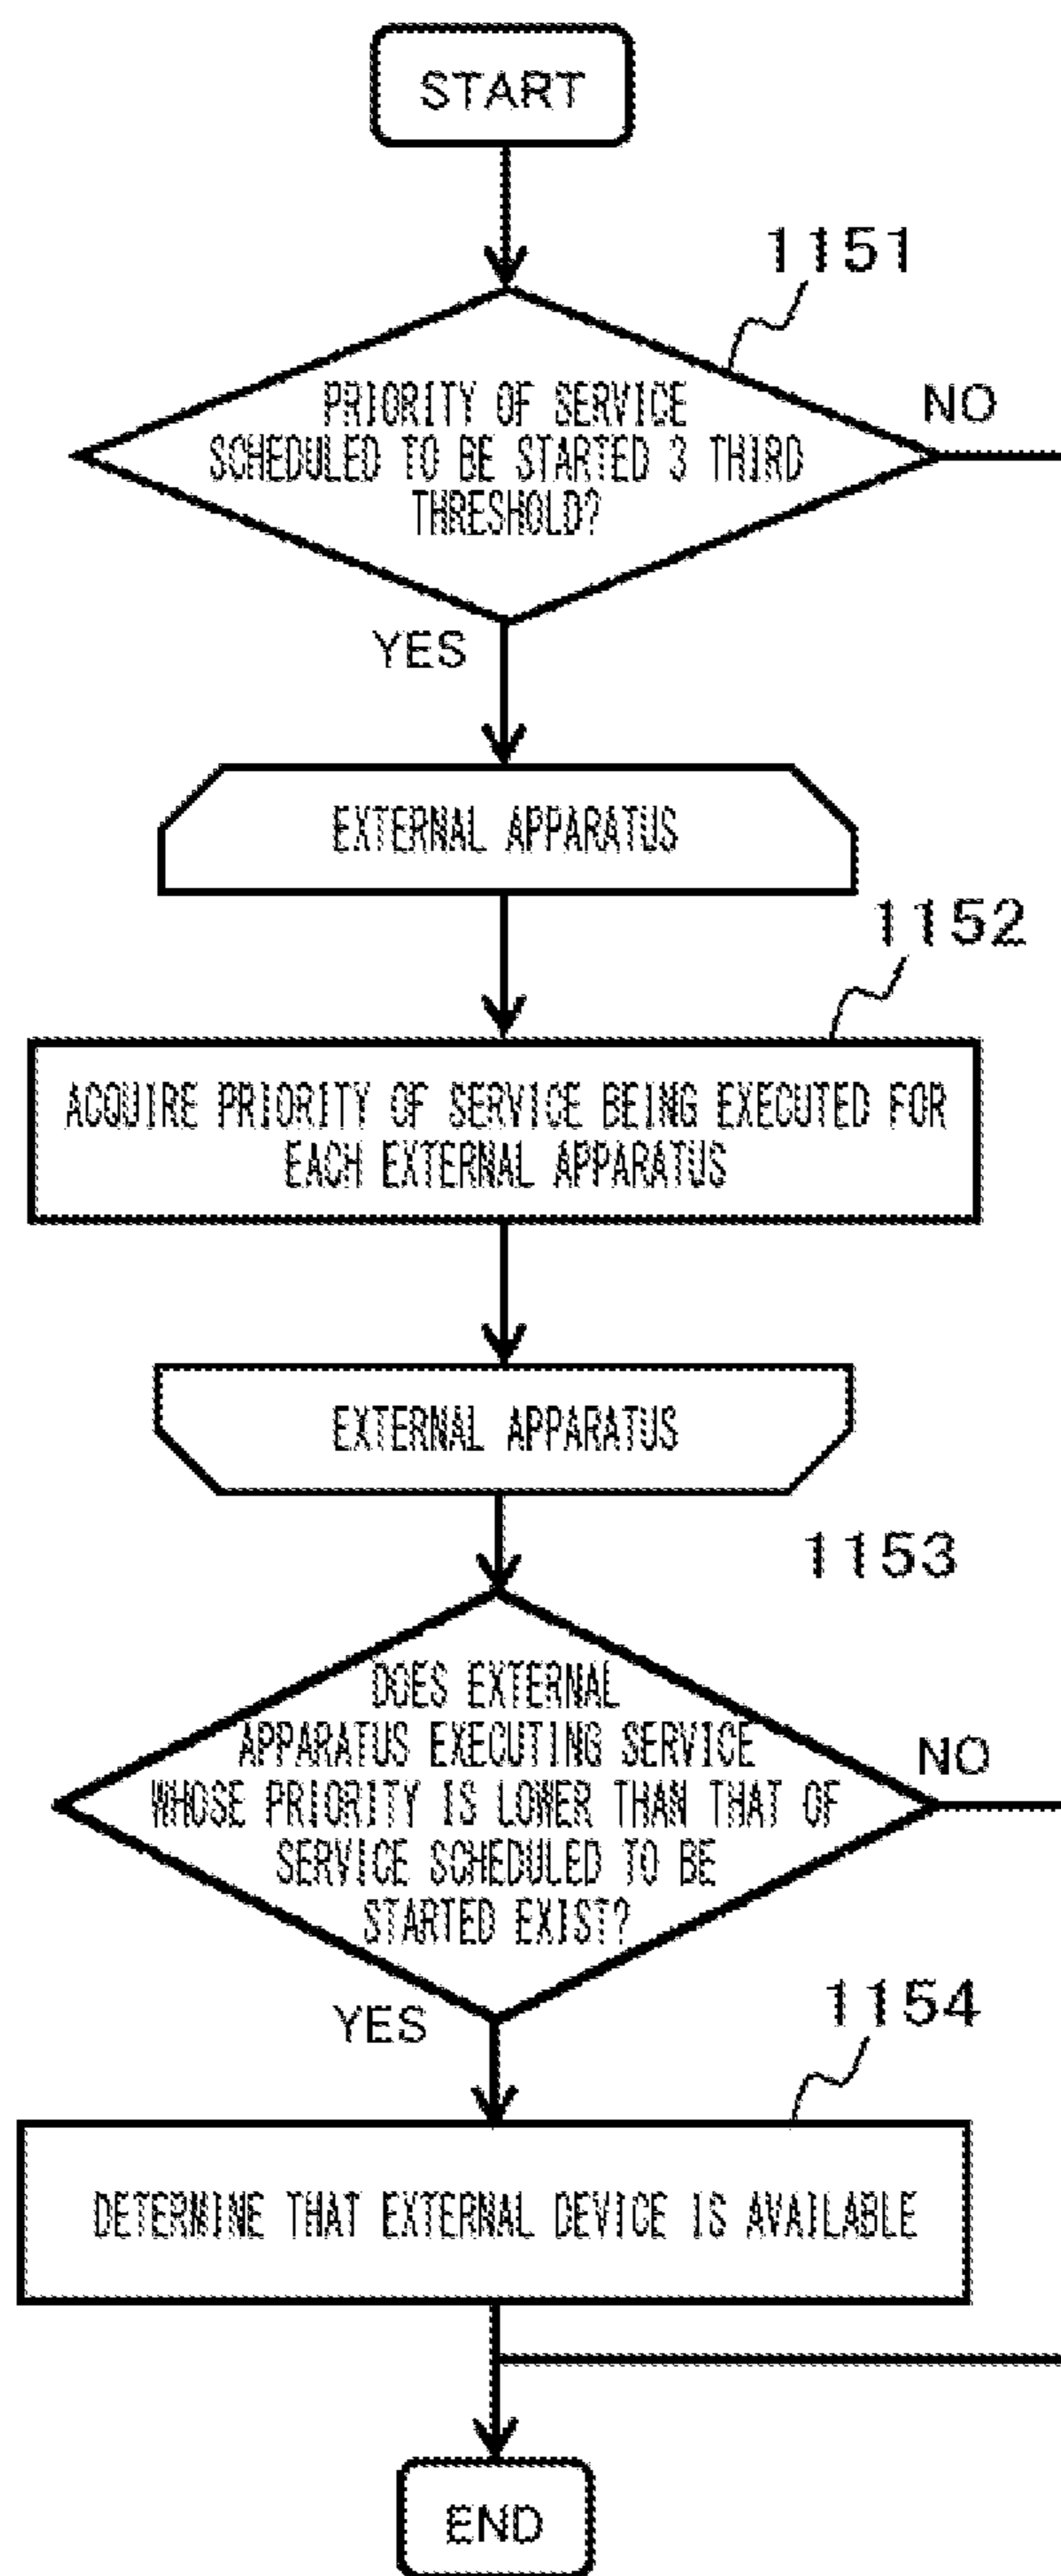 START
1151
PRIORITY OF SERVICE
SCHEDULED TO BE STARTED 3 THIRD
THRESHOLD?
NO
YES
EXTERNAL APPARATUS
1152
ACQUIRE PRIORITY OF SERVICE BEING EXECUTED FOR
EACH EXTERNAL APPARATUS
EXTERNAL APPARATUS
1153
DOES EXTERNAL
APPARATUS EXECUTING SERVICE
WHOSE PRIORITY IS LOWER THAN THAT OF
SERVICE SCHEDULED TO BE
STARTED EXIST?
NO
YES
1154
DETERMINE THAT EXTERNAL DEVICE IS AVAILABLE
END